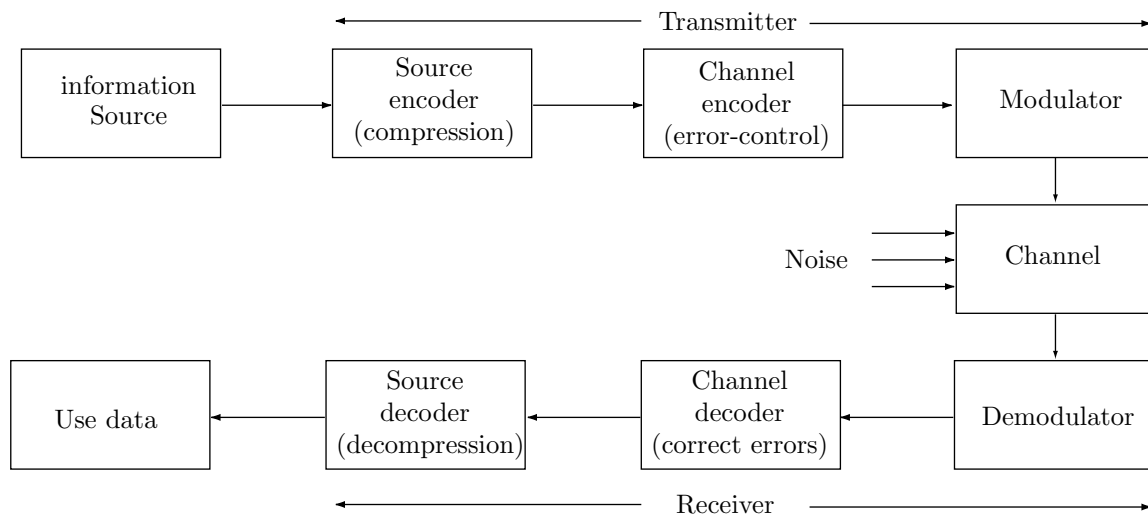 Transmitter
information
Source
Source
encoder
(compression)
Channel
encoder
(error-control)
Modulator
Noise
Channel
Use data
Source
decoder
(decompression)
Channel
decoder
(correct errors)
Demodulator
Receiver